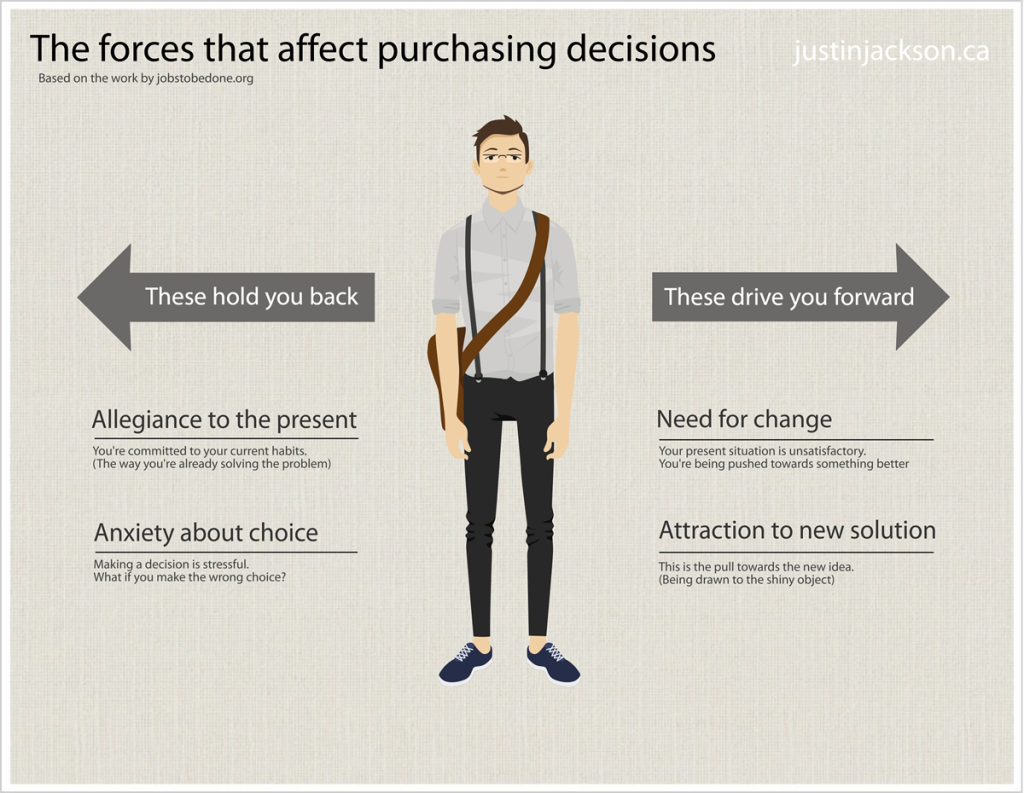 The forces that affect purchasing decisions
justinjackson.ca
Based on the work by jobstobedone.org
These hold you back
These drive you forward
Allegiance to the present
You're committed to your current habits.
(The way you're already solving the problem)
Need for change
Your present situation is unsatisfactory.
You're being pushed towards something better
Anxiety about choice
Making a decision is stressful.
What if you make the wrong choice?
Attraction to new solution
This is the pull towards the new idea.
(Being drawn to the shiny object)